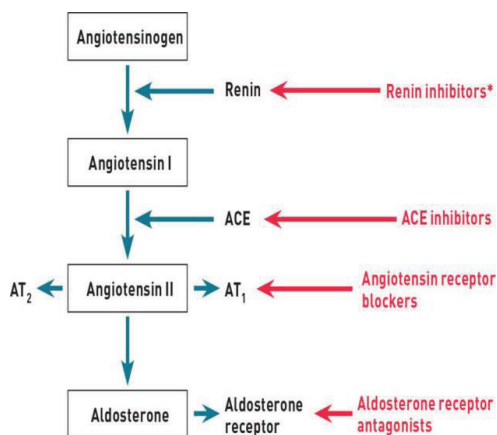 Angiotensinogen
Renin
Renin inhibitors*
Angiotensin I
ACE
ACE inhibitors
AT2
Angiotensin II
AT1
Angiotensin receptor
blockers
Aldosterone
Aldosterone
receptor
Aldosterone receptor
antagonists